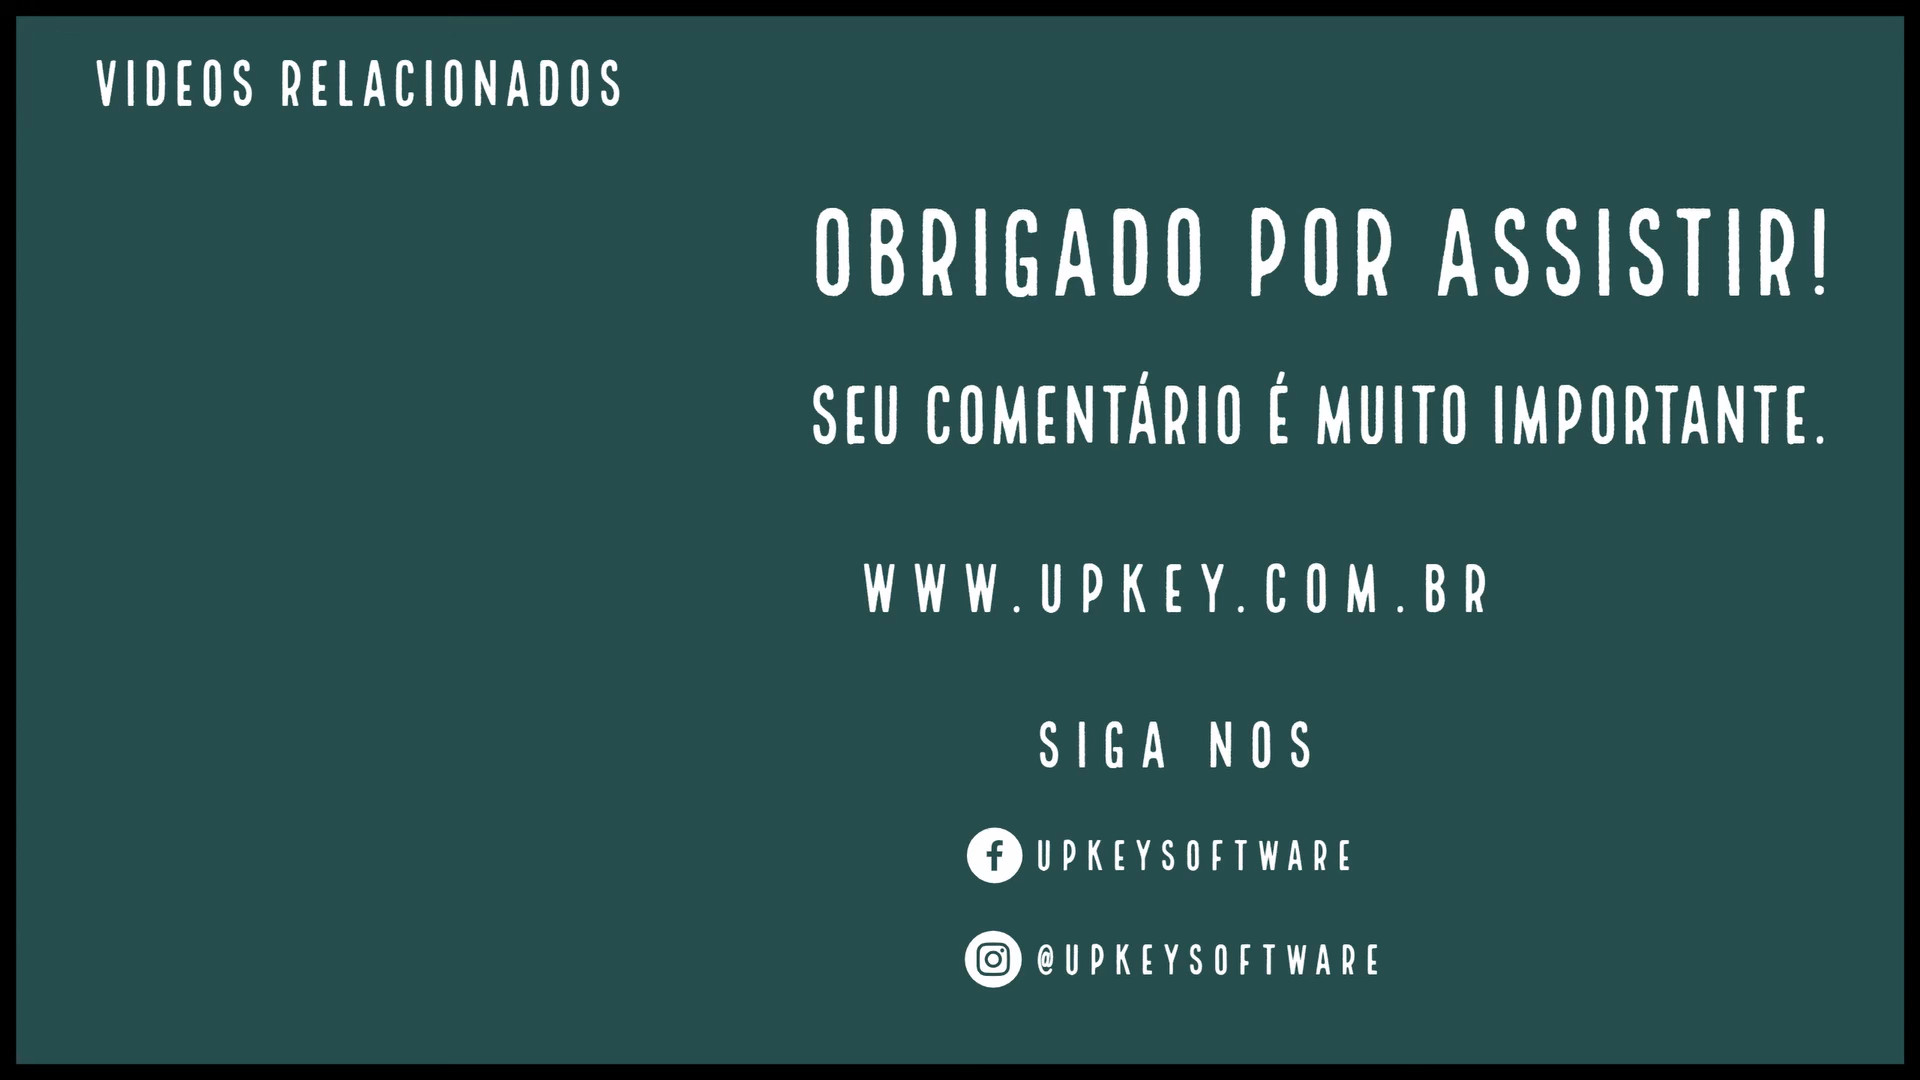 VIDEOS RELACIONADOS
OBRIGADO POR ASSISTIR!
SEU COMENTÁRIO É MUITO IMPORTANTE.
WWW.UPKEY.COM.BR
SIGA NOS
UPKEYSOFTWARE
@UPKEYSOFTWARE